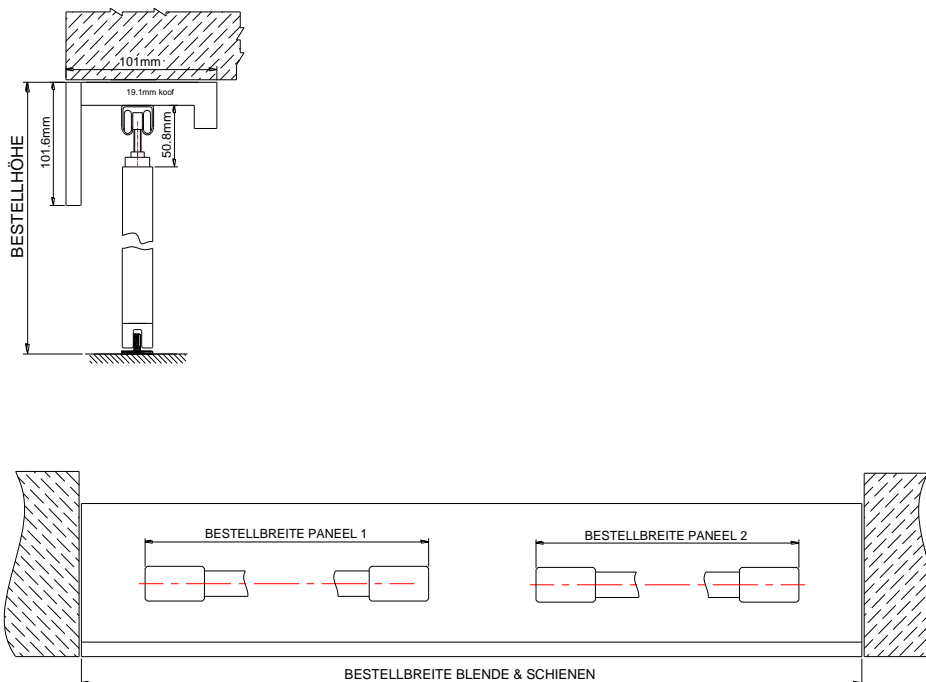 101mm
19.1mm koof
BESTELLHÖHE
101.6mm
50.8mm
BESTELLBREITE PANEEL 1
BESTELLBREITE PANEEL 2
BESTELLBREITE BLENDE & SCHIENEN